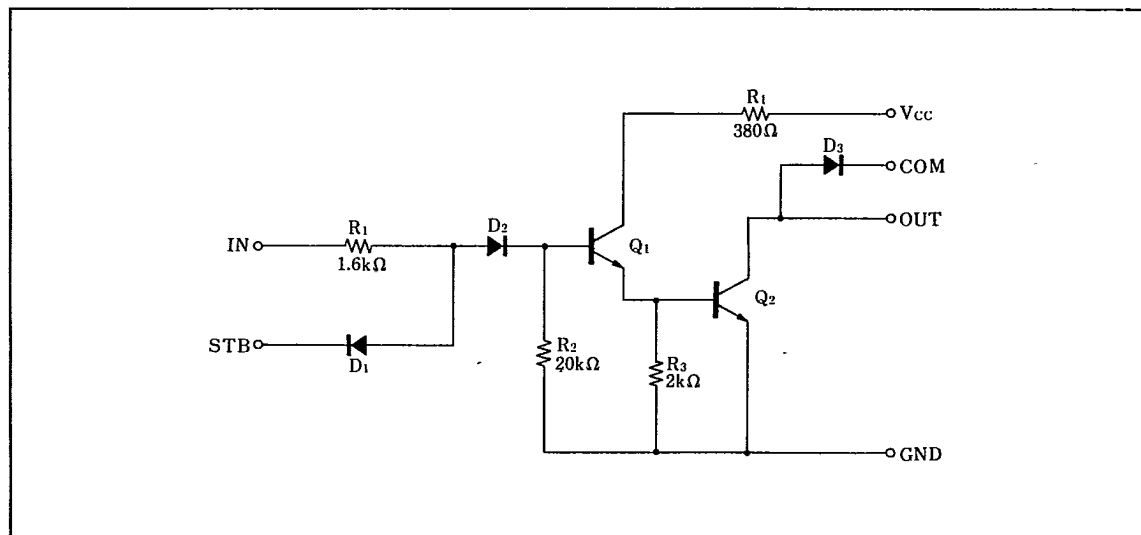 R1
380Ω
VCC
D3
COM
OUT
IN
R1
1.6kΩ
D2
Q1
Q2
STB
D1
R2
20kΩ
R3
2kΩ
GND